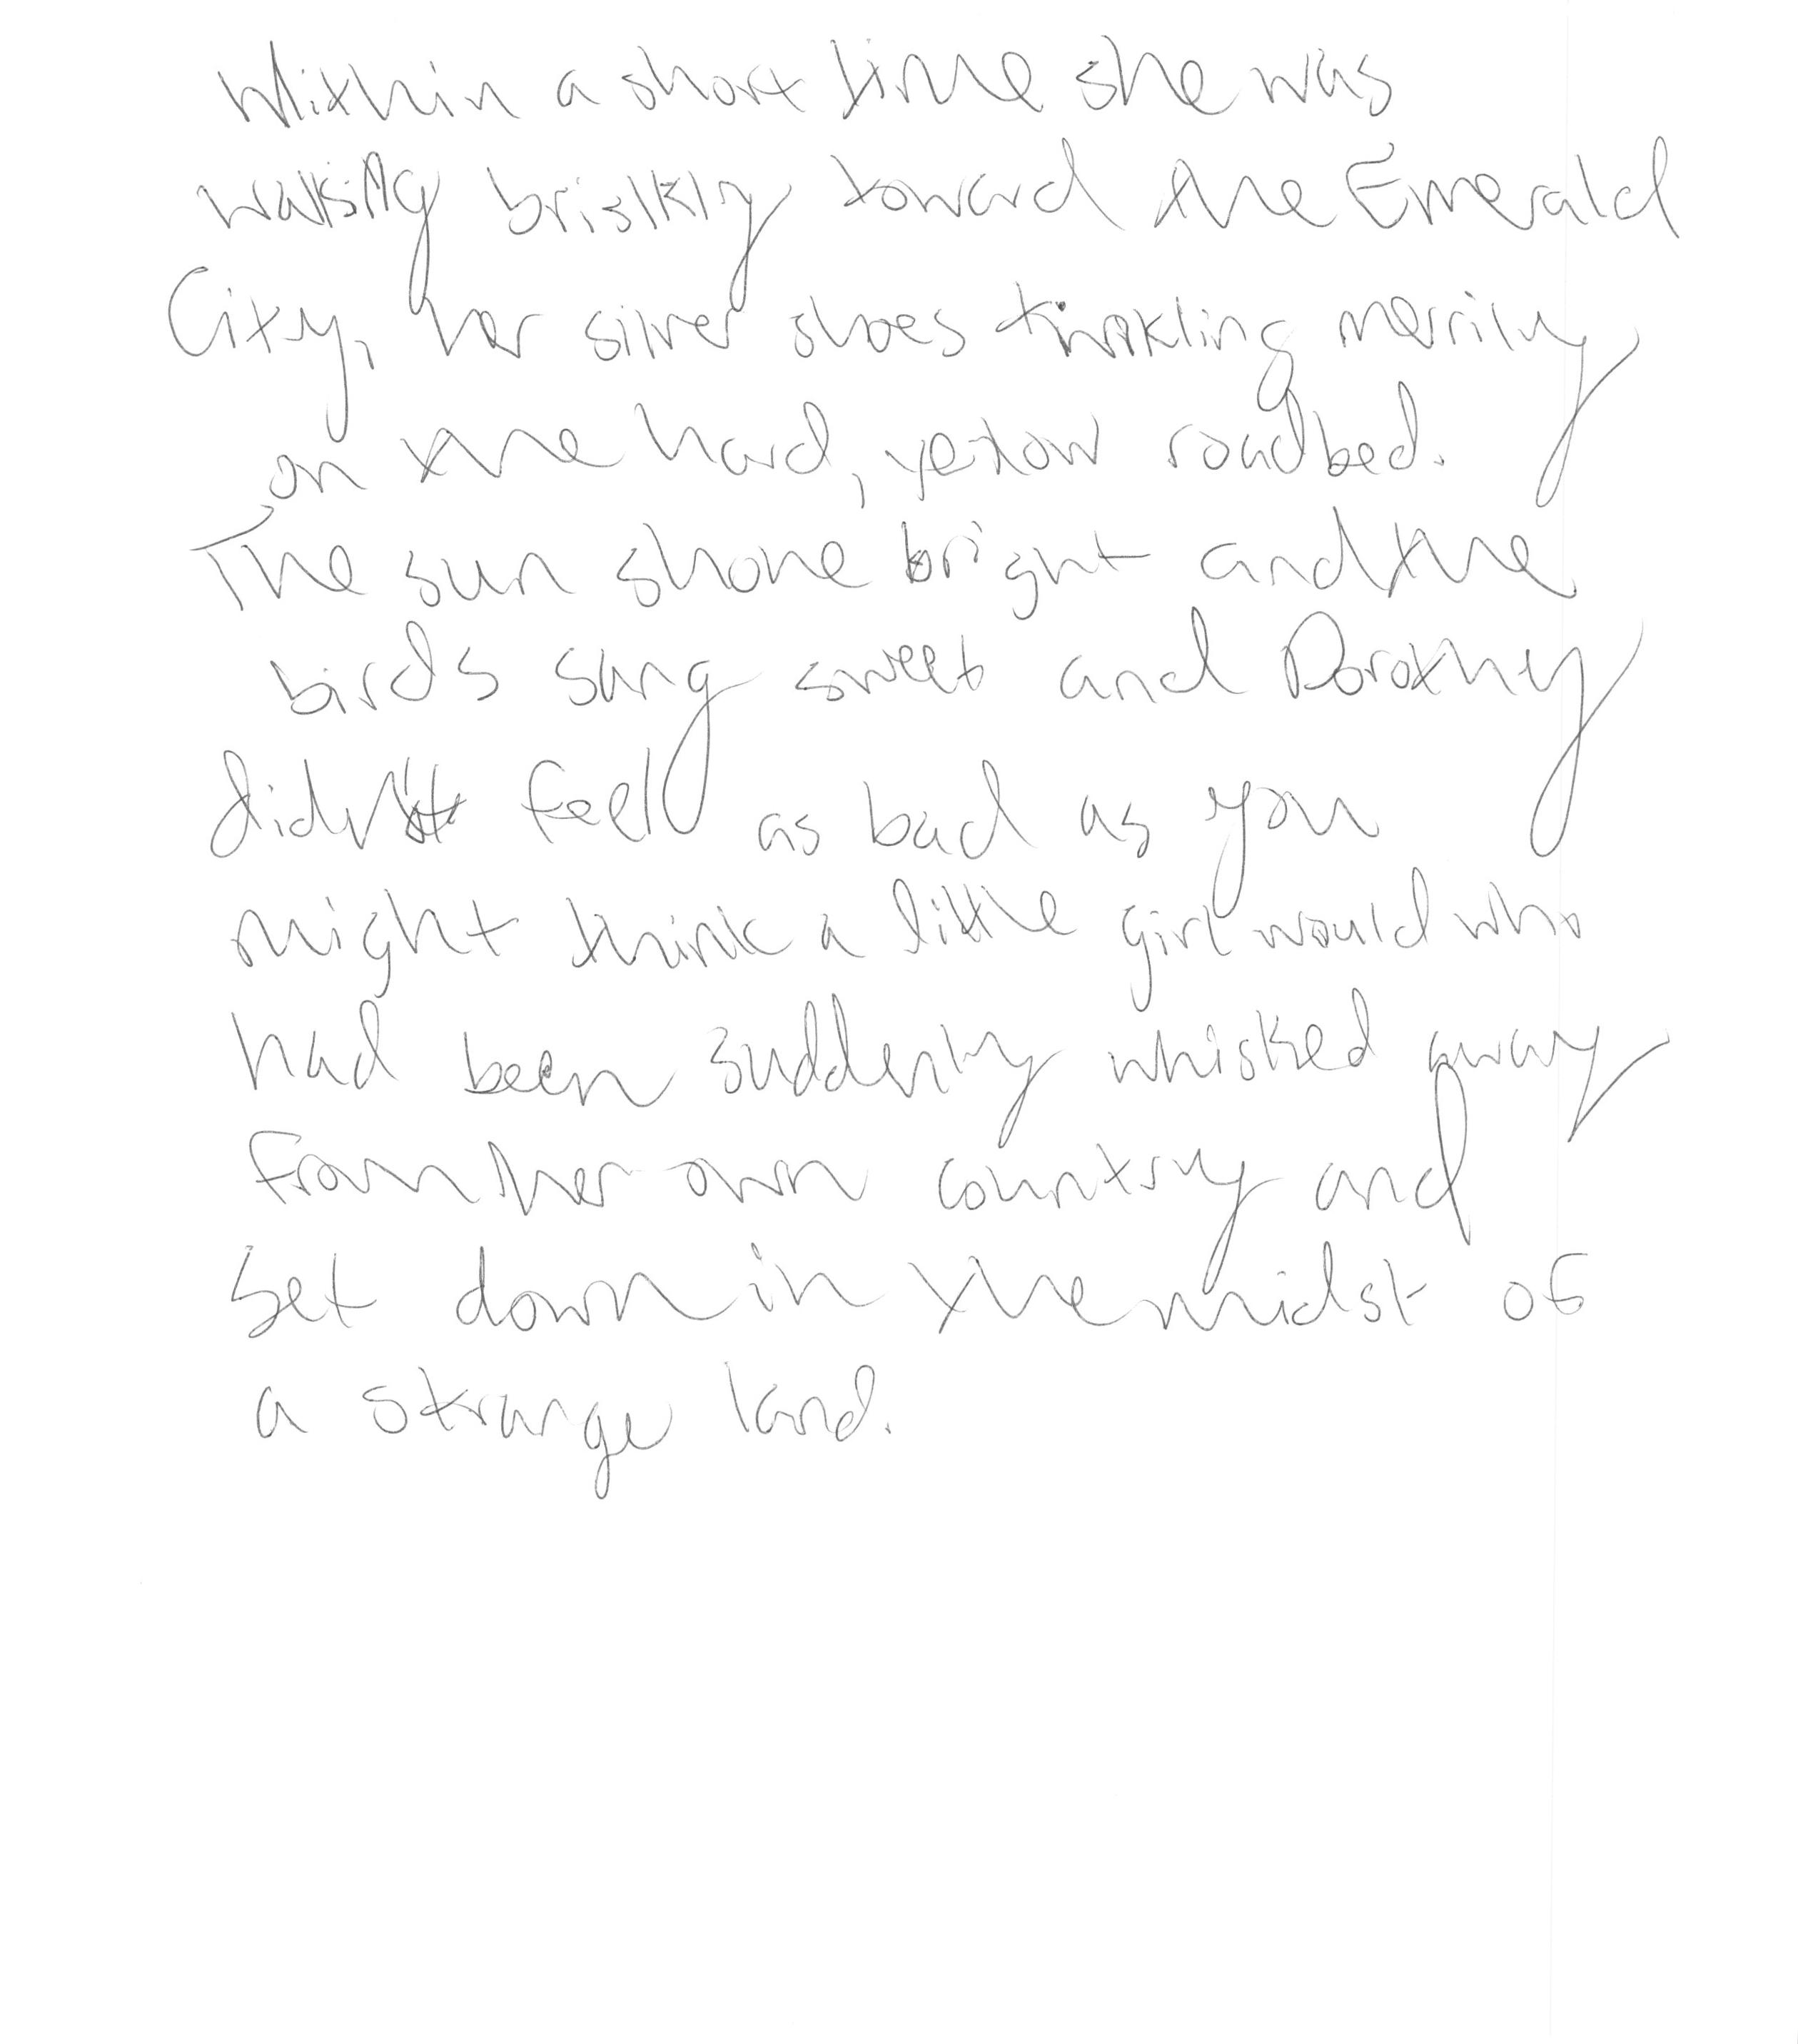 Within a short time she was
walking briskly toward the Emerald
City, her silver shoes tinkling merrily
on the hard, yellow roadbed.
The sun shone bright and the
birds sang sweet and Dorothy
didn't feel as bad as you
might think a little girl would who
had been suddenly whisked away
from her own country and
set down in the midst of
a strange land.